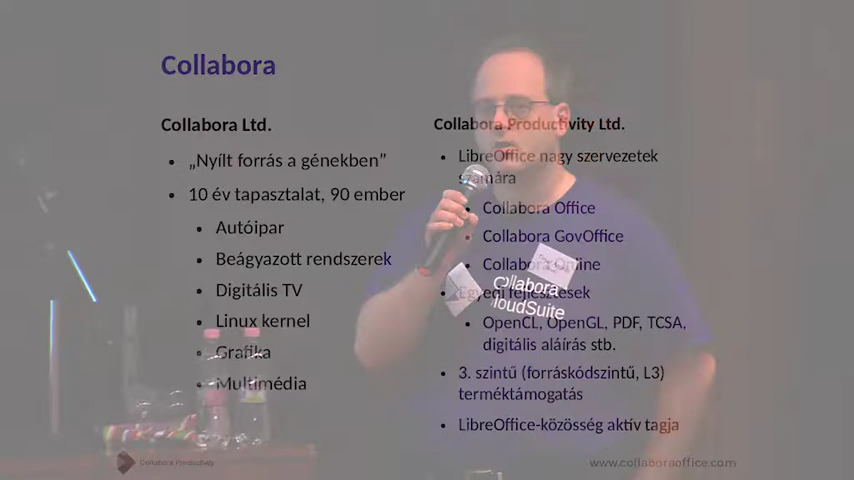 Collabora
Collabora Ltd.
„Nyílt forrás a génekben”
10 év tapasztalat, 90 ember
Autóipar
Beágyazott rendszerek
Digitális TV
Linux kernel
Grafika
Multimédia
Collabora Productivity Ltd.
LibreOffice nagy szervezetek
számára
Collabora Office
Collabora GovOffice
Collabora Online
Egyedi fejlesztések
OpenCL, OpenGL, PDF, TCSA,
digitális aláírás stb.
3. szintű (forráskódszintű, L3)
terméktámogatás
LibreOffice-közösség aktív tagja
Collabora
CloudSuite
Collabora Productivity
www.collaboraoffice.com